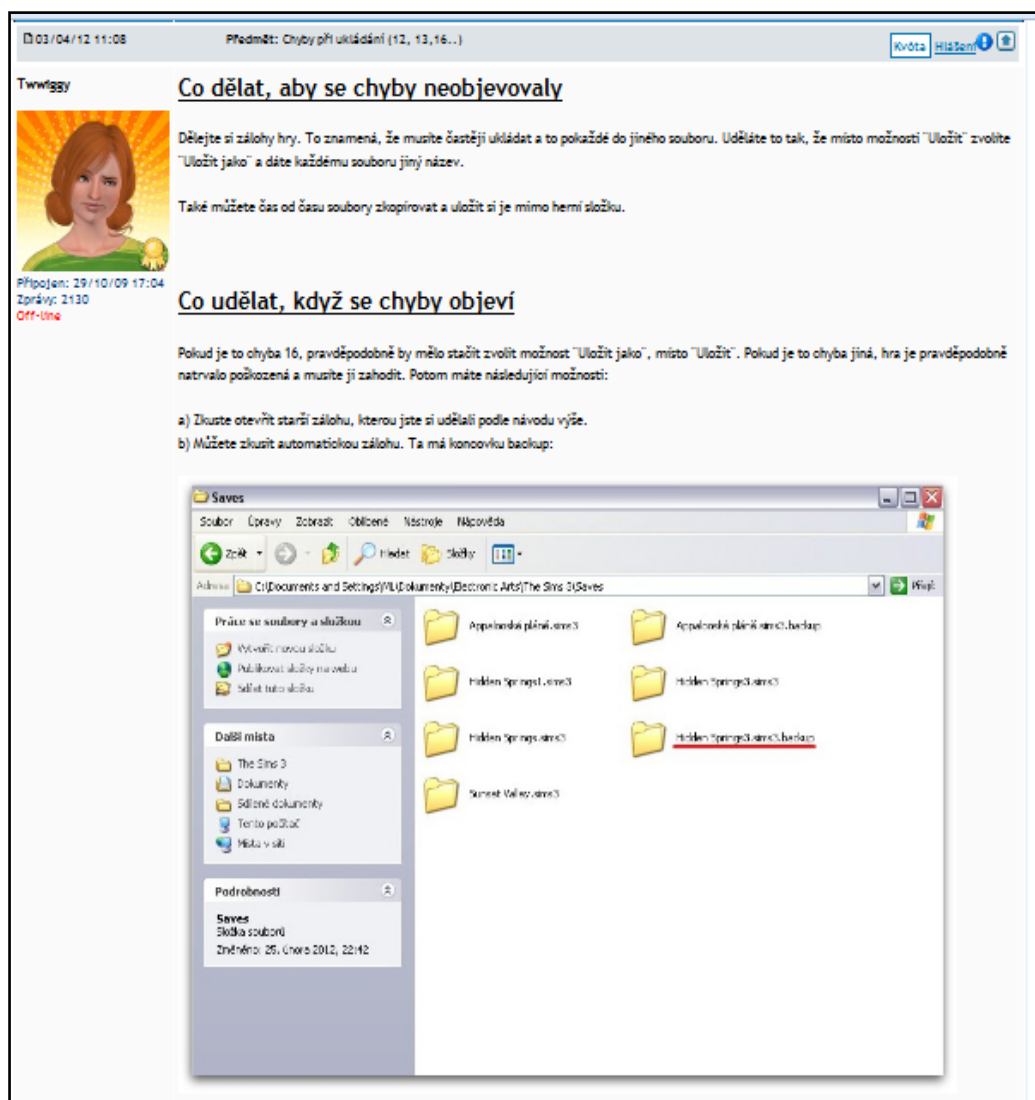 03/04/12 11:08 Předmět: Chyby při ukládání (12, 13,16..)
Kvóta Hlášení
Twwiggy
Připojen: 29/10/09 17:04
Zprávy: 2130
Off-line
Co dělat, aby se chyby neobjevovaly
Dělejte si zálohy hry. To znamená, že musíte častěji ukládat a to pokaždé do jiného souboru. Uděláte to tak, že místo možnosti "Uložit" zvolíte
"Uložit jako" a dáte každému souboru jiný název.
Také můžete čas od času soubory zkopírovat a uložit si je mimo herní složku.
Co udělat, když se chyby objeví
Pokud je to chyba 16, pravděpodobně by mělo stačit zvolit možnost "Uložit jako", místo "Uložit". Pokud je to chyba jiná, hra je pravděpodobně
natrvalo poškozená a musíte ji zahodit. Potom máte následující možnosti:
a) Zkuste otevřít starší zálohu, kterou jste si udělali podle návodu výše.
b) Můžete zkusit automatickou zálohu. Ta má koncovku backup:
Saves
Soubor Úpravy Zobrazit Oblíbené Nástroje Nápověda
Zpět Hledat Složky
Adresa C:\Documents and Settings\VL\Dokumenty\Electronic Arts\The Sims 3\Saves Přejít
Práce se soubory a složkou
Vytvořit novou složku
Publikovat složky na webu
Sdílet tuto složku
Další místa
The Sims 3
Dokumenty
Sdílené dokumenty
Tento počítač
Místa v síti
Podrobnosti
Saves
Složka souborů
Změněno: 25. února 2012, 22:42
Appalooská pláně.sims3 Appalooská pláně.sims3.backup
Hidden Springs1.sims3 Hidden Springs3.sims3
Hidden Springs.sims3 Hidden Springs3.sims3.backup
Sunset Valley.sims3